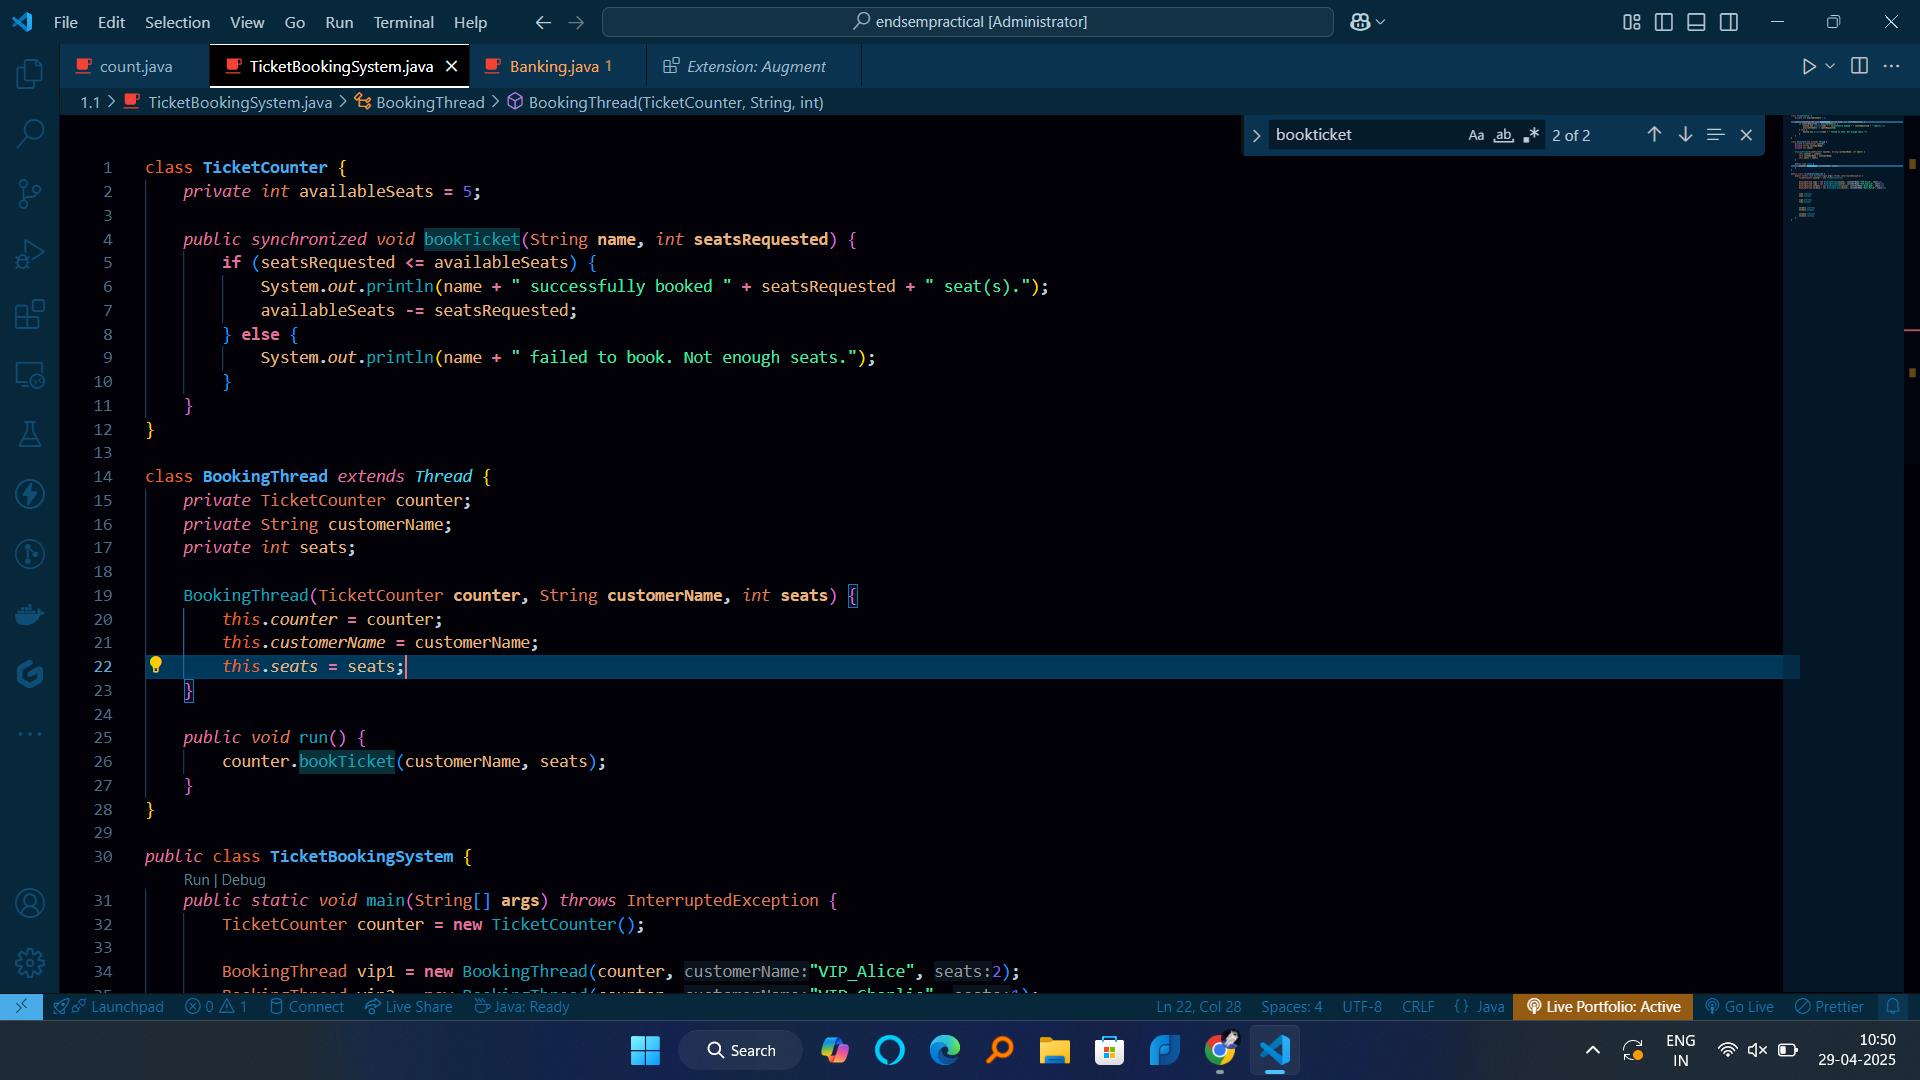 File Edit Selection View Go Run Terminal Help
endsempractical [Administrator]
count.java
TicketBookingSystem.java
Banking.java 1
Extension: Augment
1.1 > TicketBookingSystem.java > BookingThread > BookingThread(TicketCounter, String, int)
bookticket Aa ab .* 2 of 2
1 class TicketCounter {
2 private int availableSeats = 5;
3
4 public synchronized void bookTicket(String name, int seatsRequested) {
5 if (seatsRequested <= availableSeats) {
6 System.out.println(name + " successfully booked " + seatsRequested + " seat(s).");
7 availableSeats -= seatsRequested;
8 } else {
9 System.out.println(name + " failed to book. Not enough seats.");
10 }
11 }
12 }
13
14 class BookingThread extends Thread {
15 private TicketCounter counter;
16 private String customerName;
17 private int seats;
18
19 BookingThread(TicketCounter counter, String customerName, int seats) {
20 this.counter = counter;
21 this.customerName = customerName;
22 this.seats = seats;
23 }
24
25 public void run() {
26 counter.bookTicket(customerName, seats);
27 }
28 }
29
30 public class TicketBookingSystem {
Run | Debug
31 public static void main(String[] args) throws InterruptedException {
32 TicketCounter counter = new TicketCounter();
33
34 BookingThread vip1 = new BookingThread(counter, customerName:"VIP_Alice", seats:2);
Launchpad 0 1 Connect Live Share Java: Ready Ln 22, Col 28 Spaces: 4 UTF-8 CRLF {} Java Live Portfolio: Active Go Live Prettier
Search
ENG
IN
10:50
29-04-2025